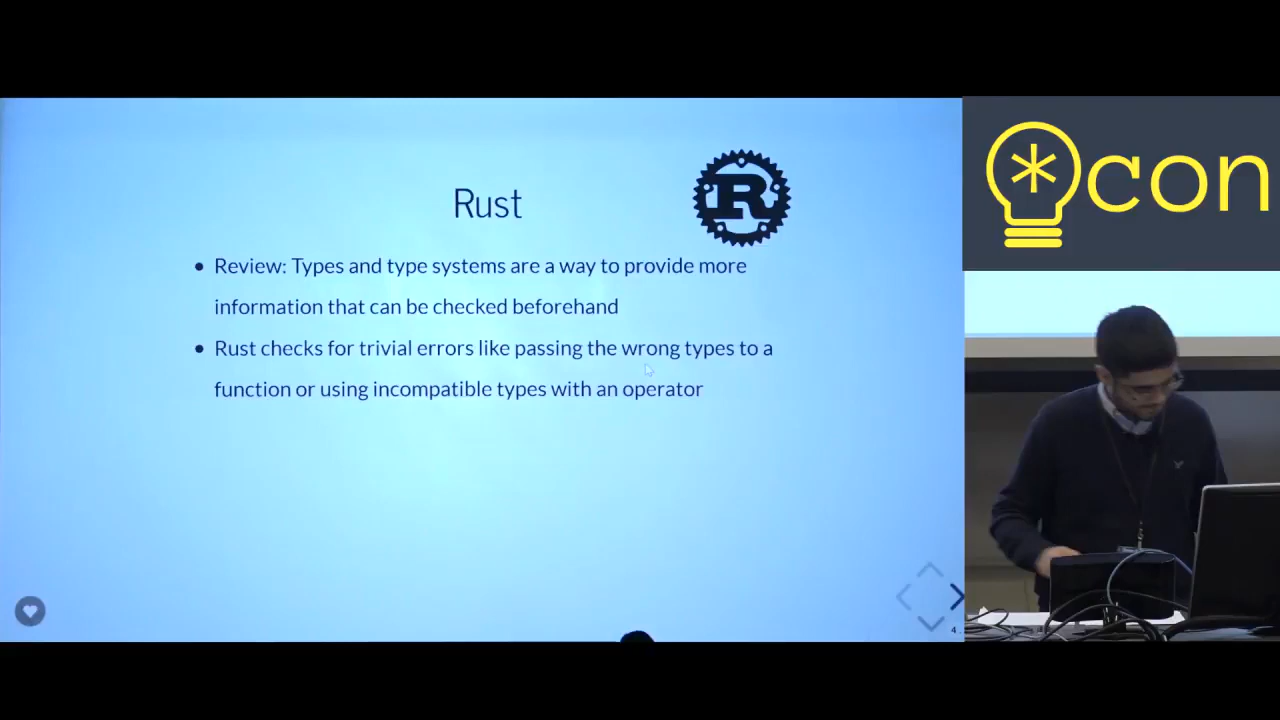 Rust
R
• Review: Types and type systems are a way to provide more
information that can be checked beforehand
• Rust checks for trivial errors like passing the wrong types to a
function or using incompatible types with an operator
*con
4